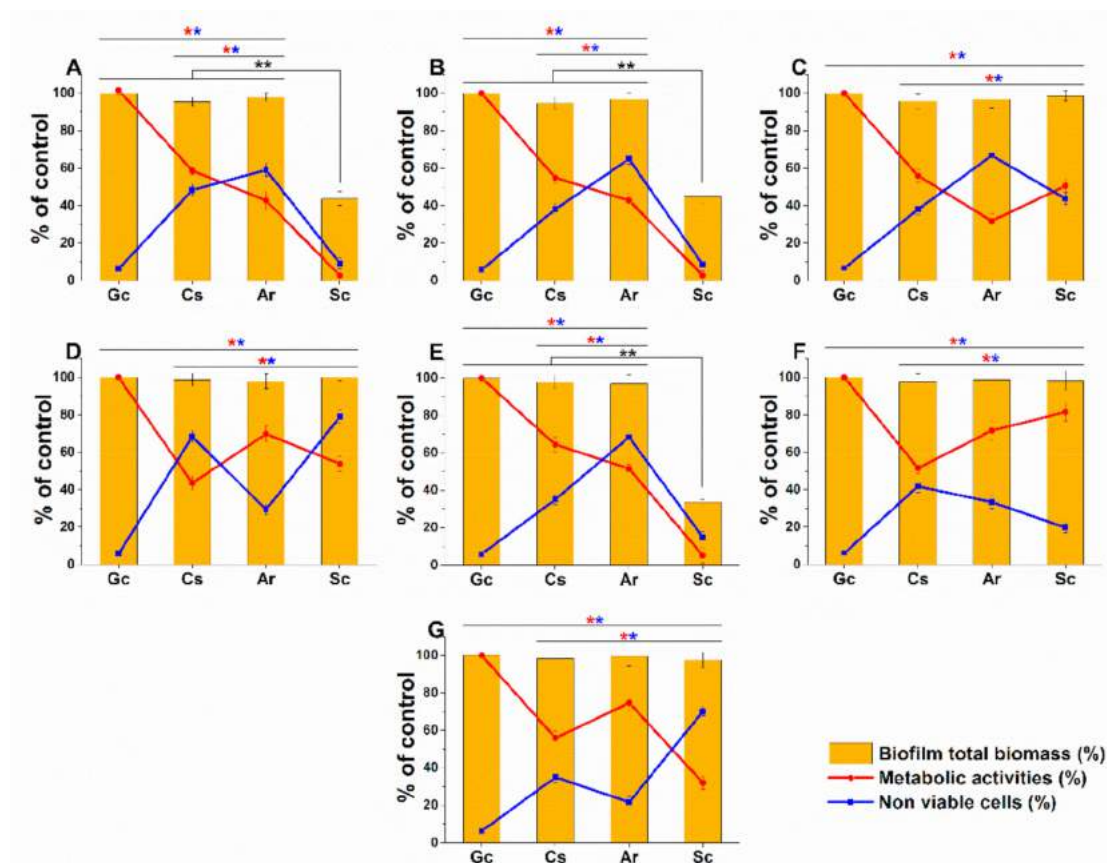 ** ** **
** ** **
** ** **
A B C
% of control % of control % of control
100 100 100
80 80 80
60 60 60
40 40 40
20 20 20
0 0 0
Gc Cs Ar Sc Gc Cs Ar Sc Gc Cs Ar Sc
** ** **
** ** **
**
D E F
% of control % of control % of control
100 100 100
80 80 80
60 60 60
40 40 40
20 20 20
0 0 0
Gc Cs Ar Sc Gc Cs Ar Sc Gc Cs Ar Sc
**
**
G
% of control
100
80
60
40
20
0
Gc Cs Ar Sc
Biofilm total biomass (%)
Metabolic activities (%)
Non viable cells (%)